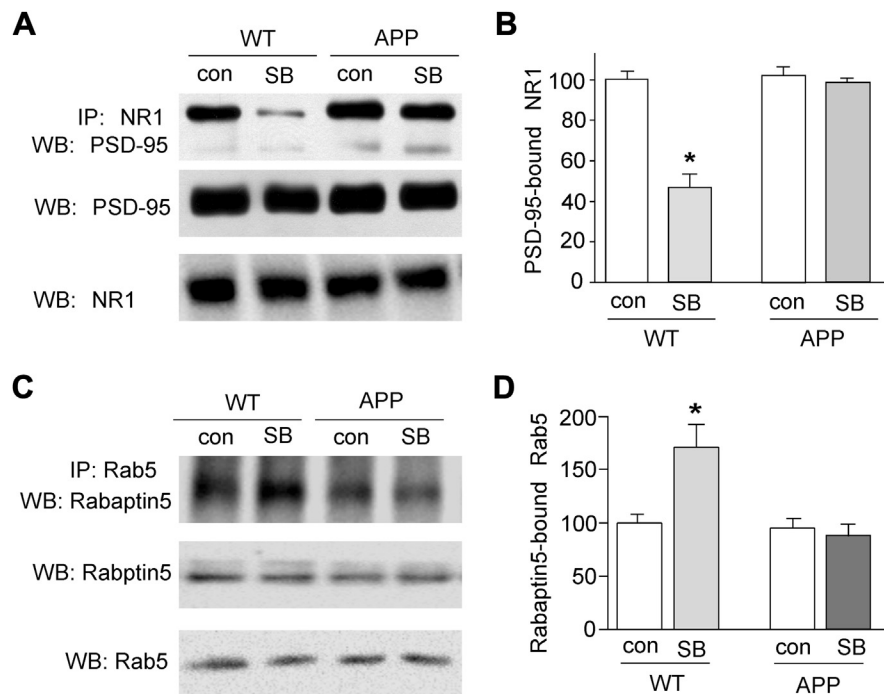 A
WT APP
con SB con SB
IP: NR1
WB: PSD-95
WB: PSD-95
WB: NR1
B
PSD-95-bound NR1
100
80
60
40
20
0
*
con SB con SB
WT APP
C
WT APP
con SB con SB
IP: Rab5
WB: Rabaptin5
WB: Rabptin5
WB: Rab5
D
Rabaptin5-bound Rab5
200
150
100
50
0
*
con SB con SB
WT APP